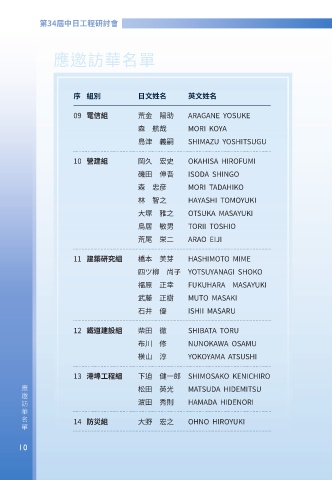 第34屆中日工程研討會
應邀訪華名單
序 組別 日文姓名 英文姓名
09 電信組 荒金 陽助 ARAGANE YOSUKE
森 航哉 MORI KOYA
島津 義嗣 SHIMAZU YOSHITSUGU
10 營建組 岡久 宏史 OKAHISA HIROFUMI
磯田 伸吾 ISODA SHINGO
森 忠彦 MORI TADAHIKO
林 智之 HAYASHI TOMOYUKI
大塚 雅之 OTSUKA MASAYUKI
鳥居 敏男 TORII TOSHIO
荒尾 栄二 ARAO EIJI
11 建築研究組 橋本 芙芽 HASHIMOTO MIME
四ツ柳 尚子 YOTSUYANAGI SHOKO
福原 正幸 FUKUHARA MASAYUKI
武藤 正樹 MUTO MASAKI
石井 優 ISHII MASARU
12 鐵道建設組 柴田 徹 SHIBATA TORU
布川 修 NUNOKAWA OSAMU
横山 淳 YOKOYAMA ATSUSHI
13 港埠工程組 下迫 健一郎 SHIMOSAKO KENICHIRO
松田 英光 MATSUDA HIDEMITSU
濵田 秀則 HAMADA HIDENORI
14 防災組 大野 宏之 OHNO HIROYUKI
應邀訪華名單
10